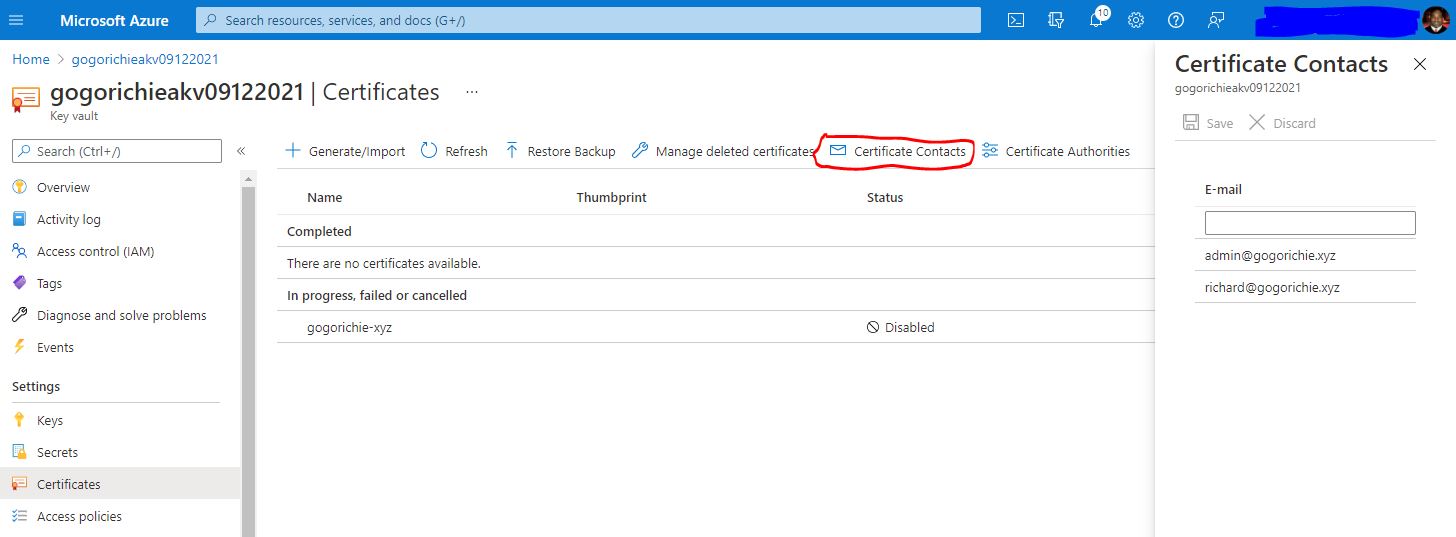 Microsoft Azure
Search resources, services, and docs (G+/)
10
Home > gogorichieakv09122021
gogorichieakv09122021 | Certificates ...
Key vault
Search (Ctrl+/)
«
Overview
Activity log
Access control (IAM)
Tags
Diagnose and solve problems
Events
Settings
Keys
Secrets
Certificates
Access policies
Generate/Import Refresh Restore Backup Manage deleted certificates Certificate Contacts Certificate Authorities
Name Thumbprint Status
Completed
There are no certificates available.
In progress, failed or cancelled
gogorichie-xyz Disabled
Certificate Contacts
gogorichieakv09122021
Save Discard
E-mail
admin@gogorichie.xyz
richard@gogorichie.xyz